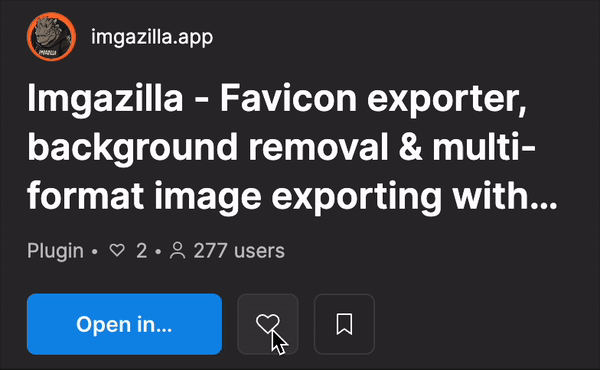 imgazilla.app
Imgazilla - Favicon exporter,
background removal & multi-
format image exporting with...
Plugin • 2 • 277 users
Open in...